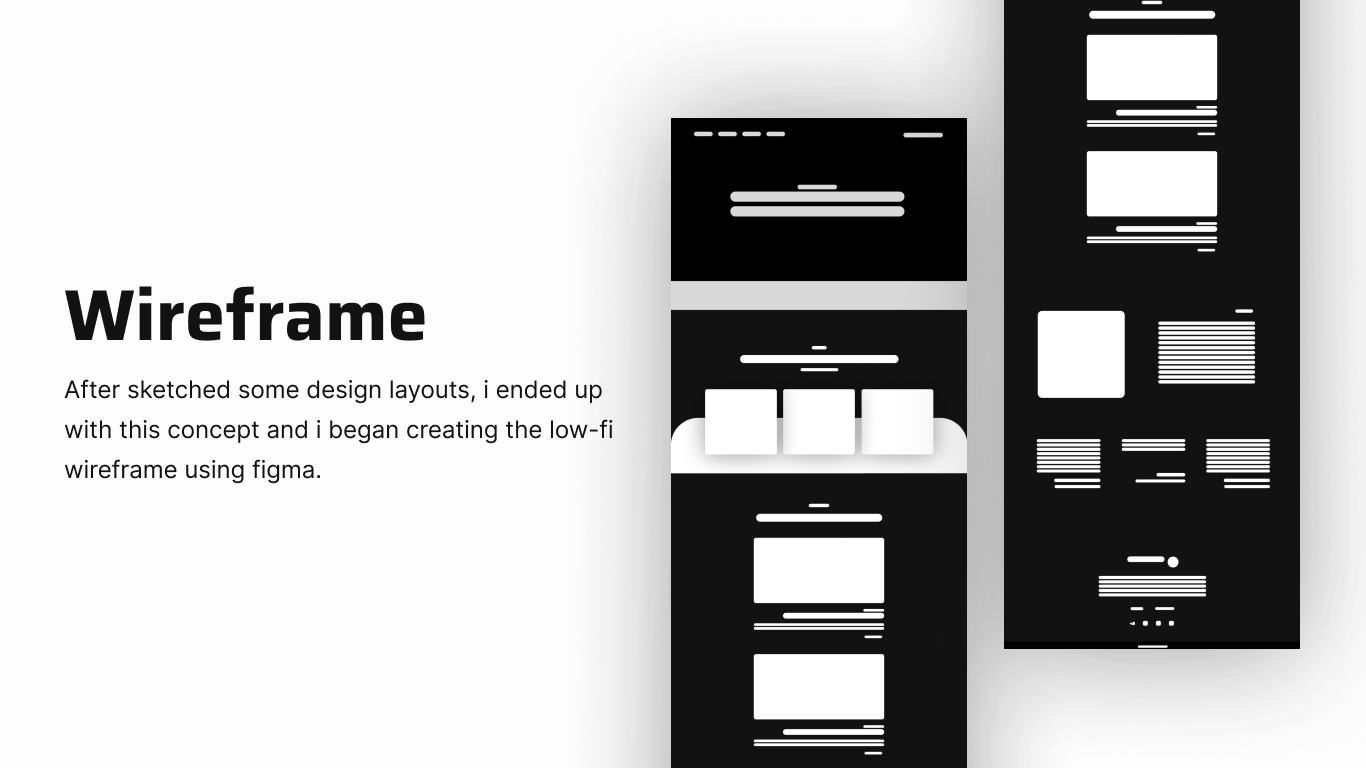 Wireframe
After sketched some design layouts, i ended up
with this concept and i began creating the low-fi
wireframe using figma.